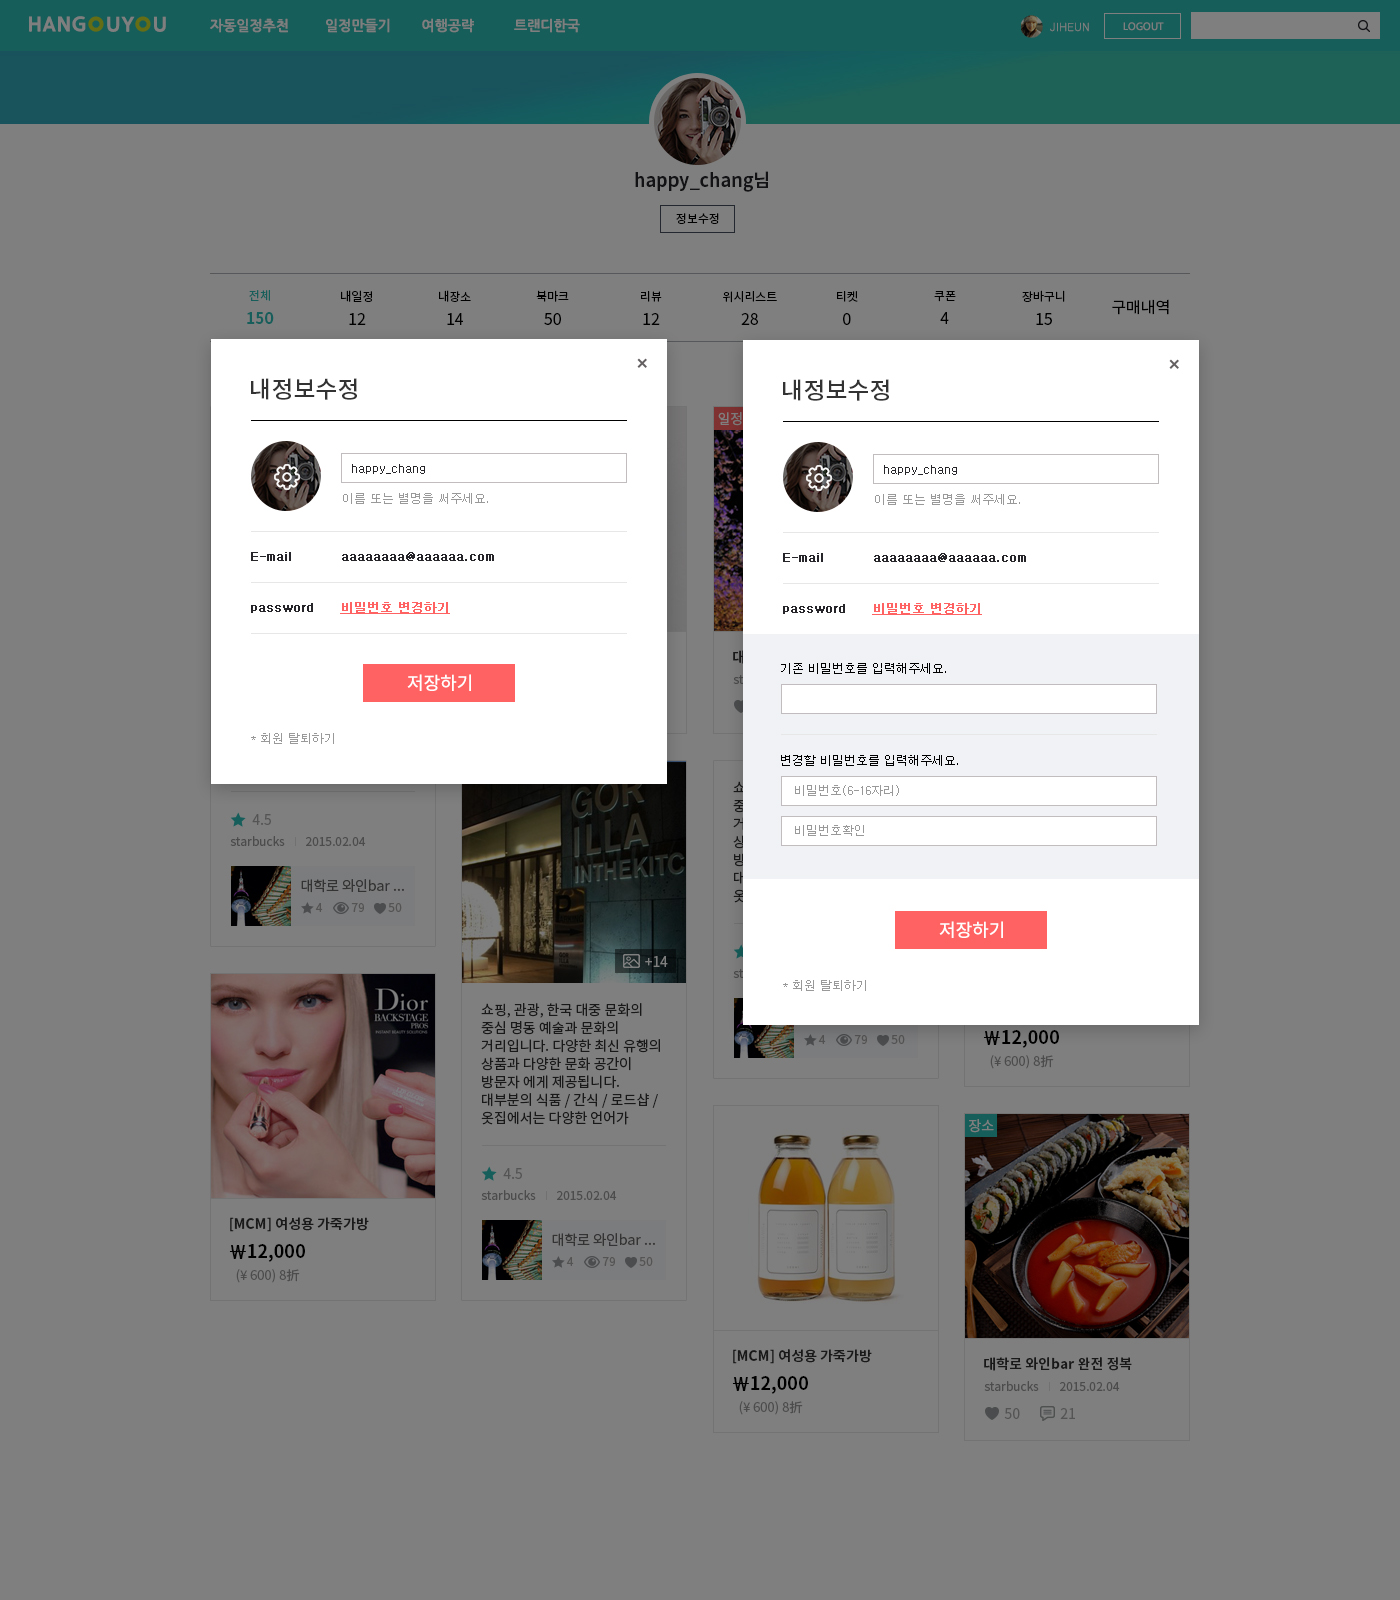 HANGOUYOU
자동일정추천 일정만들기 여행공략 트랜디한국
JIHEUN
LOGOUT
happy_chang님
정보수정
전체 내일정 내장소 북마크 리뷰 위시리스트 티켓 쿠폰 장바구니 구매내역
150 12 14 50 12 28 0 4 15
내정보수정
happy_chang
이름 또는 별명을 써주세요.
E-mail aaaaaaaa@aaaaaa.com
password 비밀번호 변경하기
저장하기
* 회원 탈퇴하기
내정보수정
happy_chang
이름 또는 별명을 써주세요.
E-mail aaaaaaaa@aaaaaa.com
password 비밀번호 변경하기
기존 비밀번호를 입력해주세요.
변경할 비밀번호를 입력해주세요.
비밀번호(6-16자리)
비밀번호확인
저장하기
* 회원 탈퇴하기
4.5
starbucks 2015.02.04
대학로 와인bar ...
4 79 50
Dior
BACKSTAGE
PROS
INSTANT BEAUTY SOLUTIONS
[MCM] 여성용 가죽가방
₩12,000
(¥ 600) 8折
GOR
ILLA
INTHEKITC
+14
쇼핑, 관광, 한국 대중 문화의
중심 명동 예술과 문화의
거리입니다. 다양한 최신 유행의
상품과 다양한 문화 공간이
방문자 에게 제공됩니다.
대부분의 식품 / 간식 / 로드샵 /
옷집에서는 다양한 언어가
4.5
starbucks 2015.02.04
대학로 와인bar ...
4 79 50
일정
대
st
쇼
중
거
상
방
대
옷
st
4 79 50
[MCM] 여성용 가죽가방
₩12,000
(¥ 600) 8折
₩12,000
(¥ 600) 8折
장소
대학로 와인bar 완전 정복
starbucks 2015.02.04
50 21